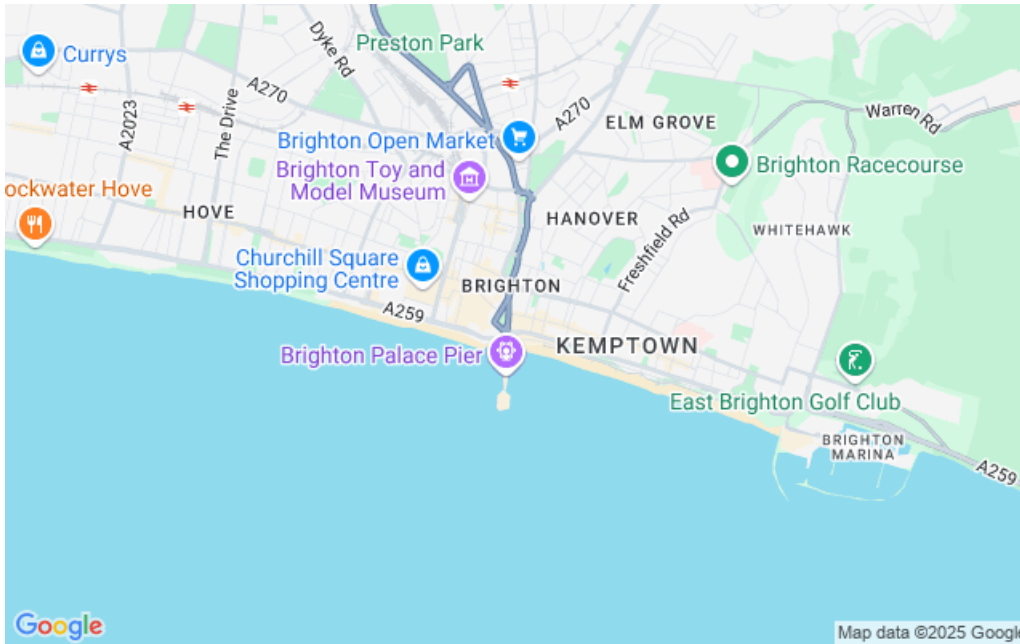 Preston Park
Dyke Rd
Currys
A270
A2023
The Drive
Warren Rd
A270
ELM GROVE
Brighton Open Market
Brighton Toy and
Model Museum
Brighton Racecourse
ockwater Hove
HOVE
HANOVER
Freshfield Rd
WHITEHAWK
Churchill Square
Shopping Centre
BRIGHTON
A259
Brighton Palace Pier
KEMPTOWN
East Brighton Golf Club
BRIGHTON
MARINA
A259
Google
Map data ©2025 Google